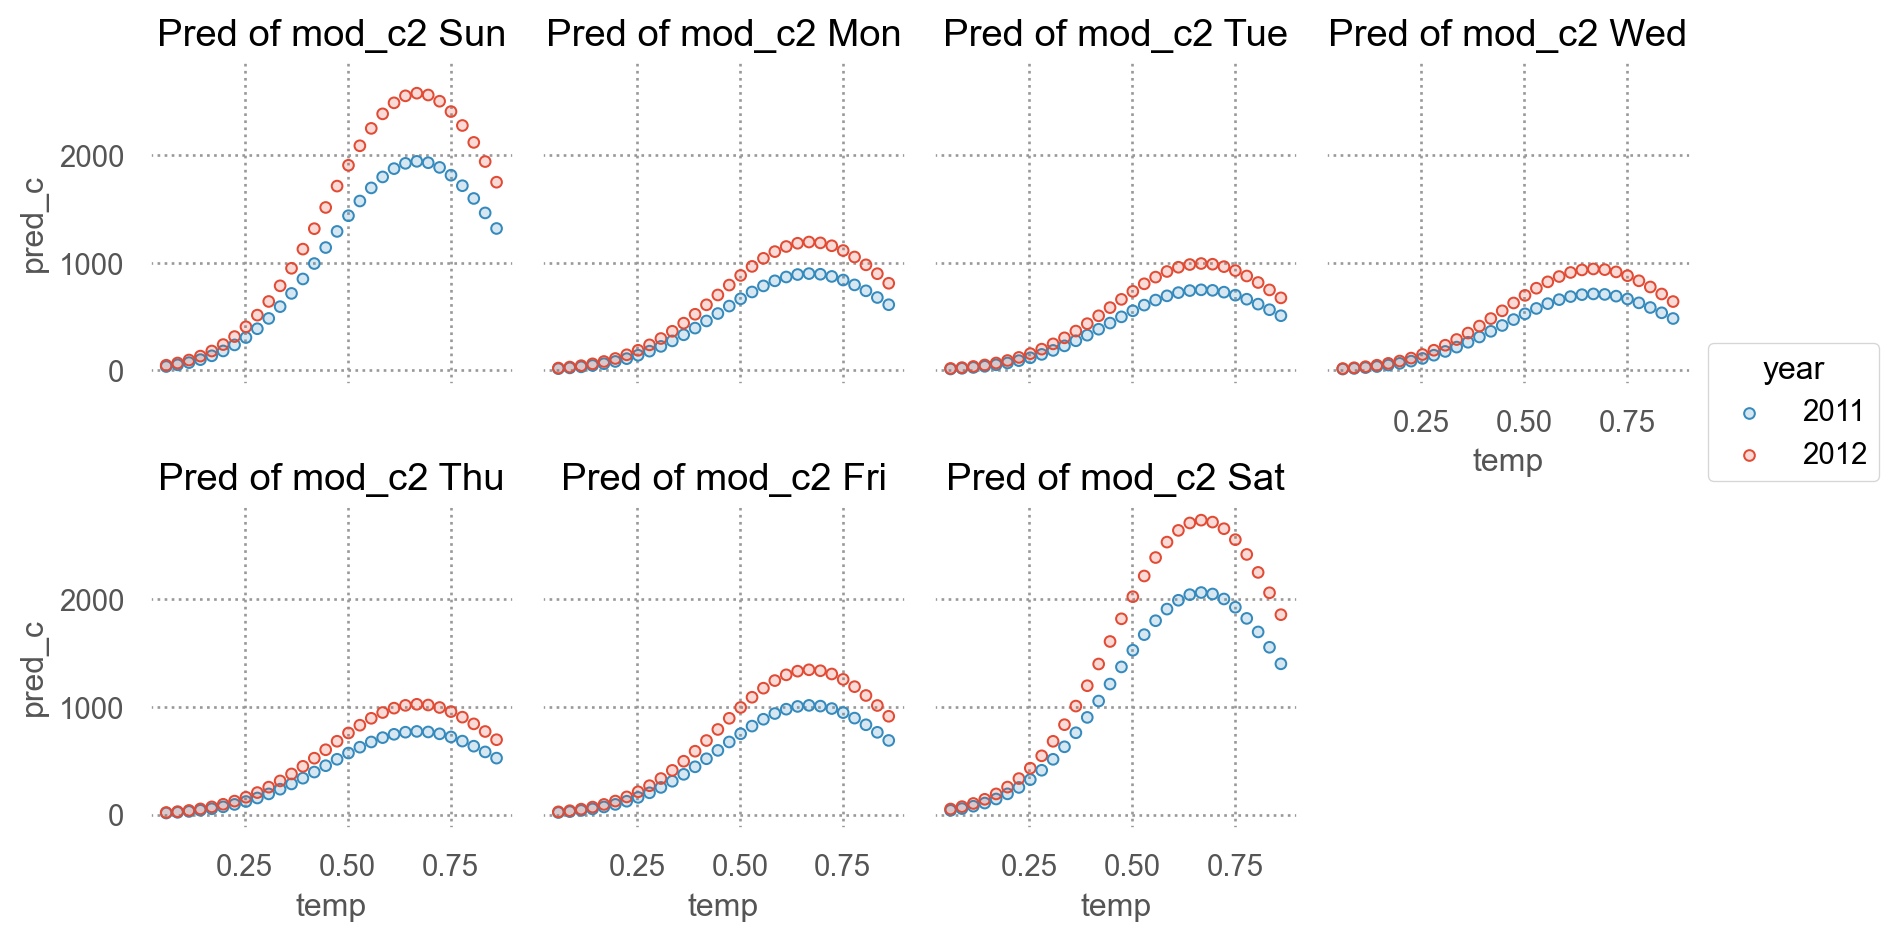 Pred of mod_c2 Sun
Pred of mod_c2 Mon
Pred of mod_c2 Tue
Pred of mod_c2 Wed
pred_c
2000
1000
0
0.25 0.50 0.75
temp
year
2011
2012
Pred of mod_c2 Thu
Pred of mod_c2 Fri
Pred of mod_c2 Sat
pred_c
2000
1000
0
0.25 0.50 0.75
0.25 0.50 0.75
0.25 0.50 0.75
temp
temp
temp